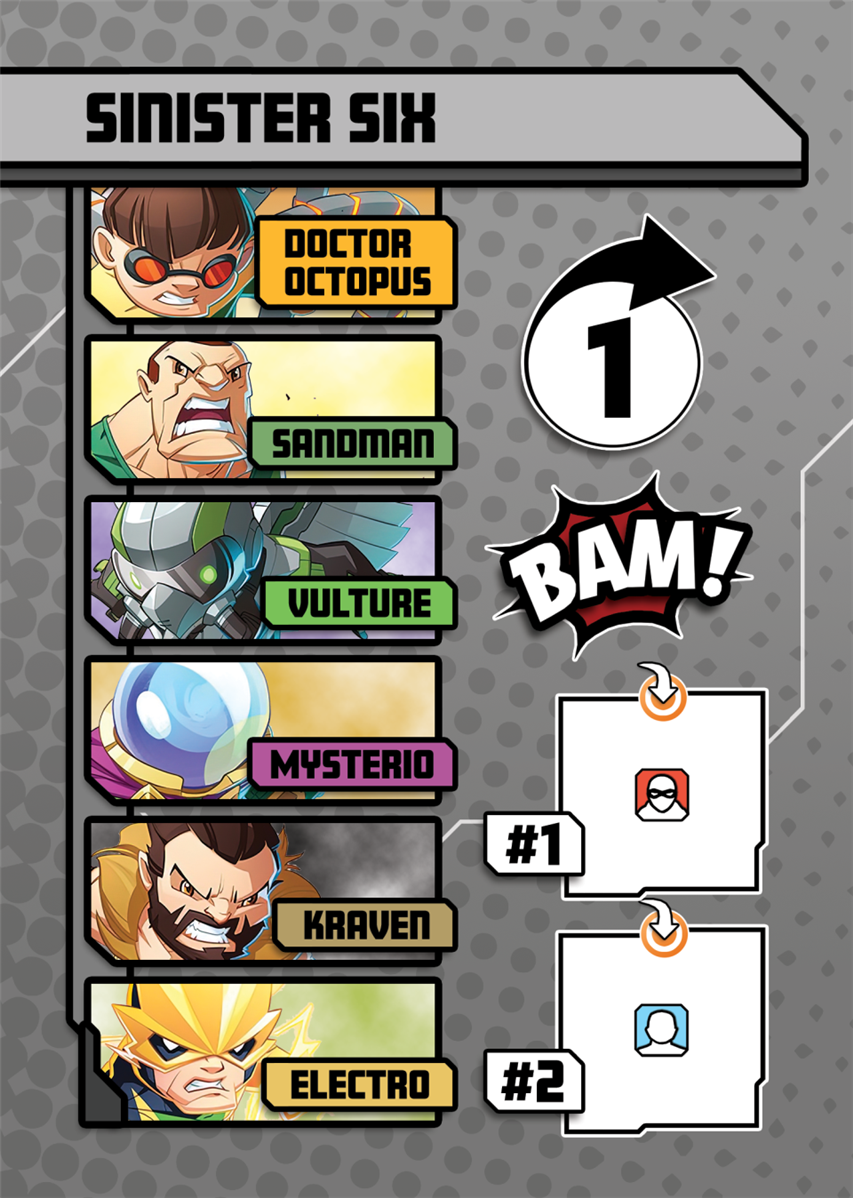 SINISTER SIX
DOCTOR
OCTOPUS
1
SANDMAN
BAM!
VULTURE
MYSTERIO
#1
KRAVEN
ELECTRO
#2